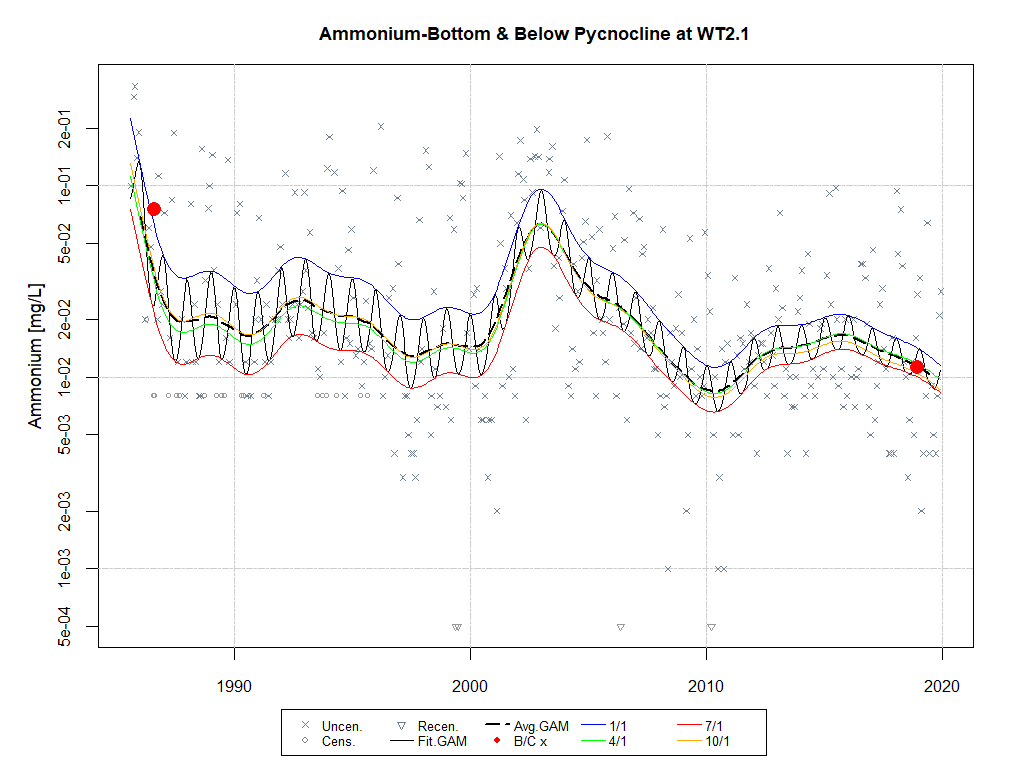 Ammonium-Bottom & Below Pycnocline at WT2.1
Ammonium [mg/L]
2e-01
1e-01
5e-02
2e-02
1e-02
5e-03
2e-03
1e-03
5e-04
1990 2000 2010 2020
Uncen. Recen. Avg.GAM 1/1 7/1
Cens. Fit.GAM B/C x 4/1 10/1